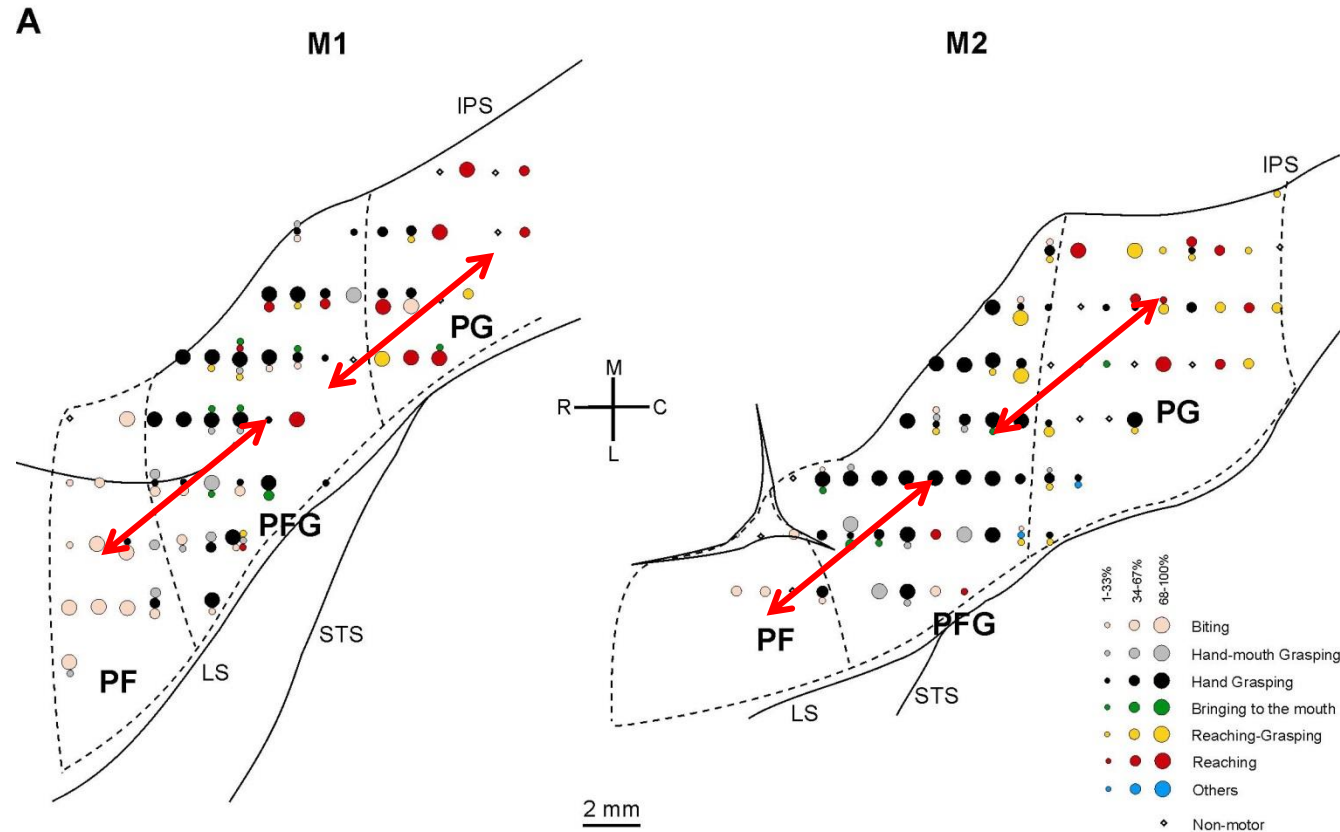 A
M1
M2
IPS
IPS
PG
M
R C
L
PG
PFG
PF
LS
STS
PF
PFG
LS
STS
2 mm
1-33%
34-67%
68-100%
Biting
Hand-mouth Grasping
Hand Grasping
Bringing to the mouth
Reaching-Grasping
Reaching
Others
Non-motor